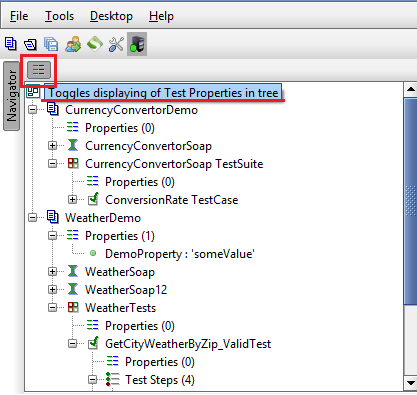 File Tools Desktop Help
Navigator
Toggles displaying of Test Properties in tree
CurrencyConvertorDemo
Properties (0)
CurrencyConvertorSoap
CurrencyConvertorSoap TestSuite
Properties (0)
ConversionRate TestCase
WeatherDemo
Properties (1)
DemoProperty : 'someValue'
WeatherSoap
WeatherSoap12
WeatherTests
Properties (0)
GetCityWeatherByZip_ValidTest
Properties (0)
Test Steps (4)